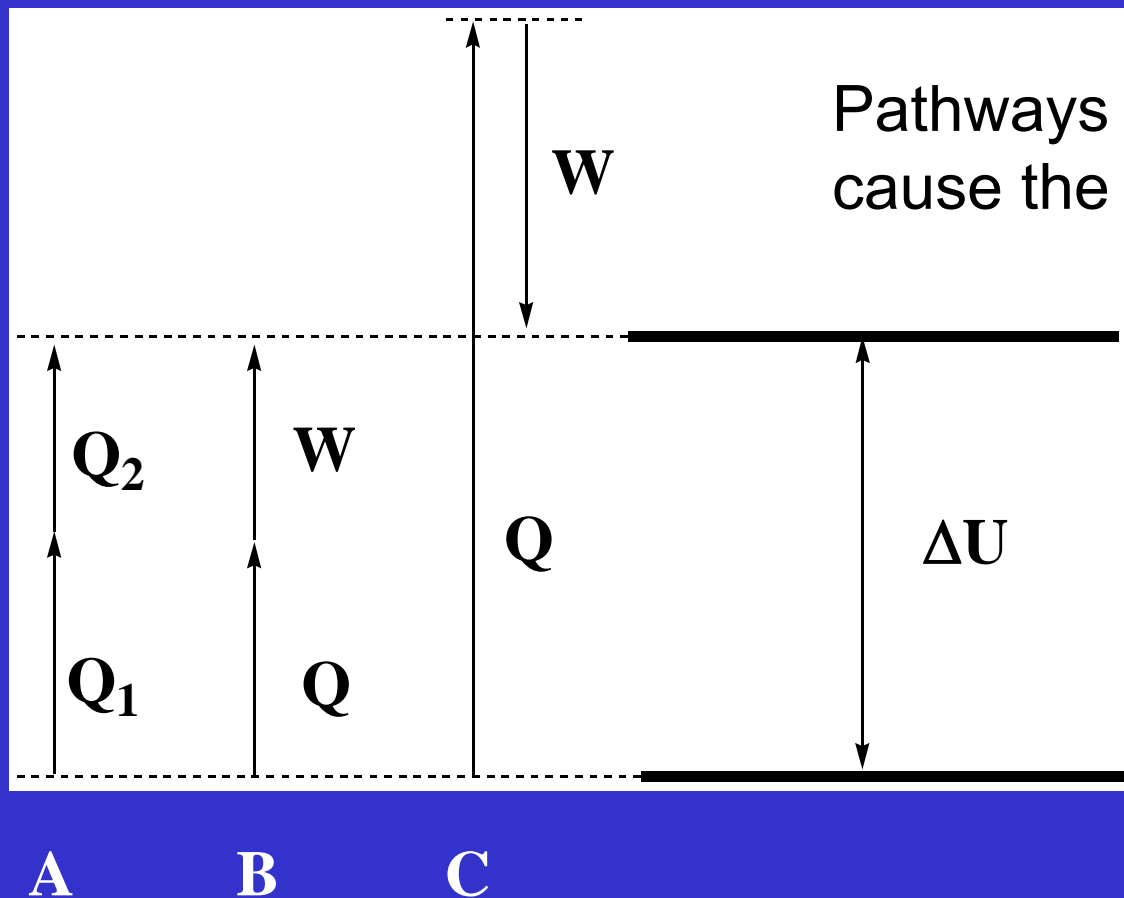 Pathways
cause the
W
Q₂
W
Q
ΔU
Q₁
Q
A B C